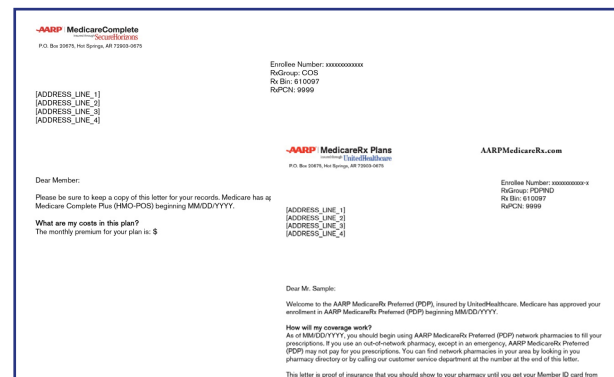 AARP MedicareComplete
insured through SecureHorizons
P.O. Box 30675, Hot Springs, AR 72903-0675
Enrollee Number: xxxxxxxxxxxxx
RxGroup: COS
Rx Bin: 610097
RxPCN: 9999
[ADDRESS_LINE_1]
[ADDRESS_LINE_2]
[ADDRESS_LINE_3]
[ADDRESS_LINE_4]
Dear Member:
Please be sure to keep a copy of this letter for your records. Medicare has ap
Medicare Complete Plus (HMO-POS) beginning MM/DD/YYYY.
What are my costs in this plan?
The monthly premium for your plan is: $
AARP MedicareRx Plans
insured through UnitedHealthcare
P.O. Box 30675, Hot Springs, AR 72903-0675
AARPMedicareRx.com
Enrollee Number: xxxxxxxxxxx-x
RxGroup: PDPIND
Rx Bin: 610097
RxPCN: 9999
[ADDRESS_LINE_1]
[ADDRESS_LINE_2]
[ADDRESS_LINE_3]
[ADDRESS_LINE_4]
Dear Mr. Sample:
Welcome to the AARP MedicareRx Preferred (PDP), insured by UnitedHealthcare. Medicare has approved your
enrollment in AARP MedicareRx Preferred (PDP) beginning MM/DD/YYYY.
How will my coverage work?
As of MM/DD/YYYY, you should begin using AARP MedicareRx Preferred (PDP) network pharmacies to fill your
prescriptions. If you use an out-of-network pharmacy, except in an emergency, AARP MedicareRx Preferred
(PDP) may not pay for you prescriptions. You can find network pharmacies in your area by looking in you
pharmacy directory or by calling our customer service department at the number at the end of this letter.
This letter is proof of insurance that you should show to your pharmacy until you get your Member ID card from